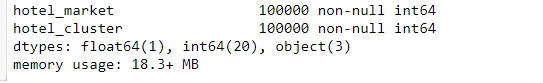 hotel_market 100000 non-null int64
hotel_cluster 100000 non-null int64
dtypes: float64(1), int64(20), object(3)
memory usage: 18.3+ MB